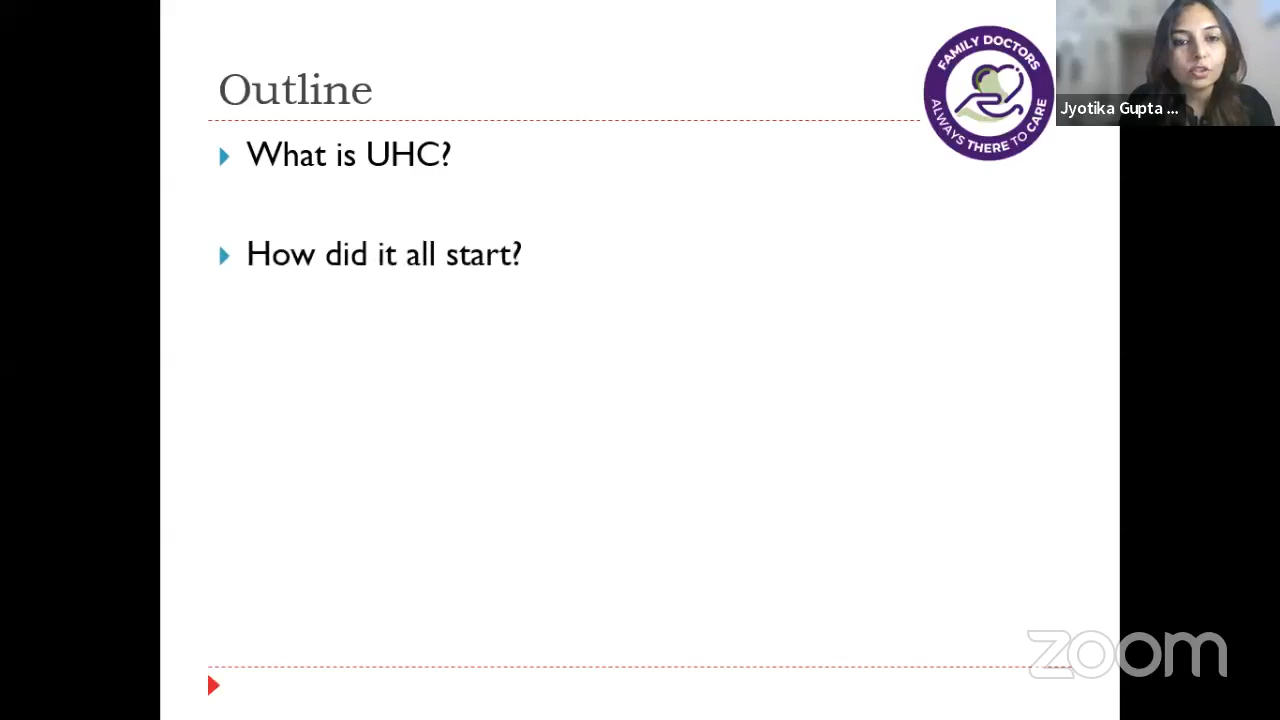 Outline
What is UHC?
How did it all start?
FAMILY DOCTORS
ALWAYS THERE TO CARE
Jyotika Gupta ...
zoom